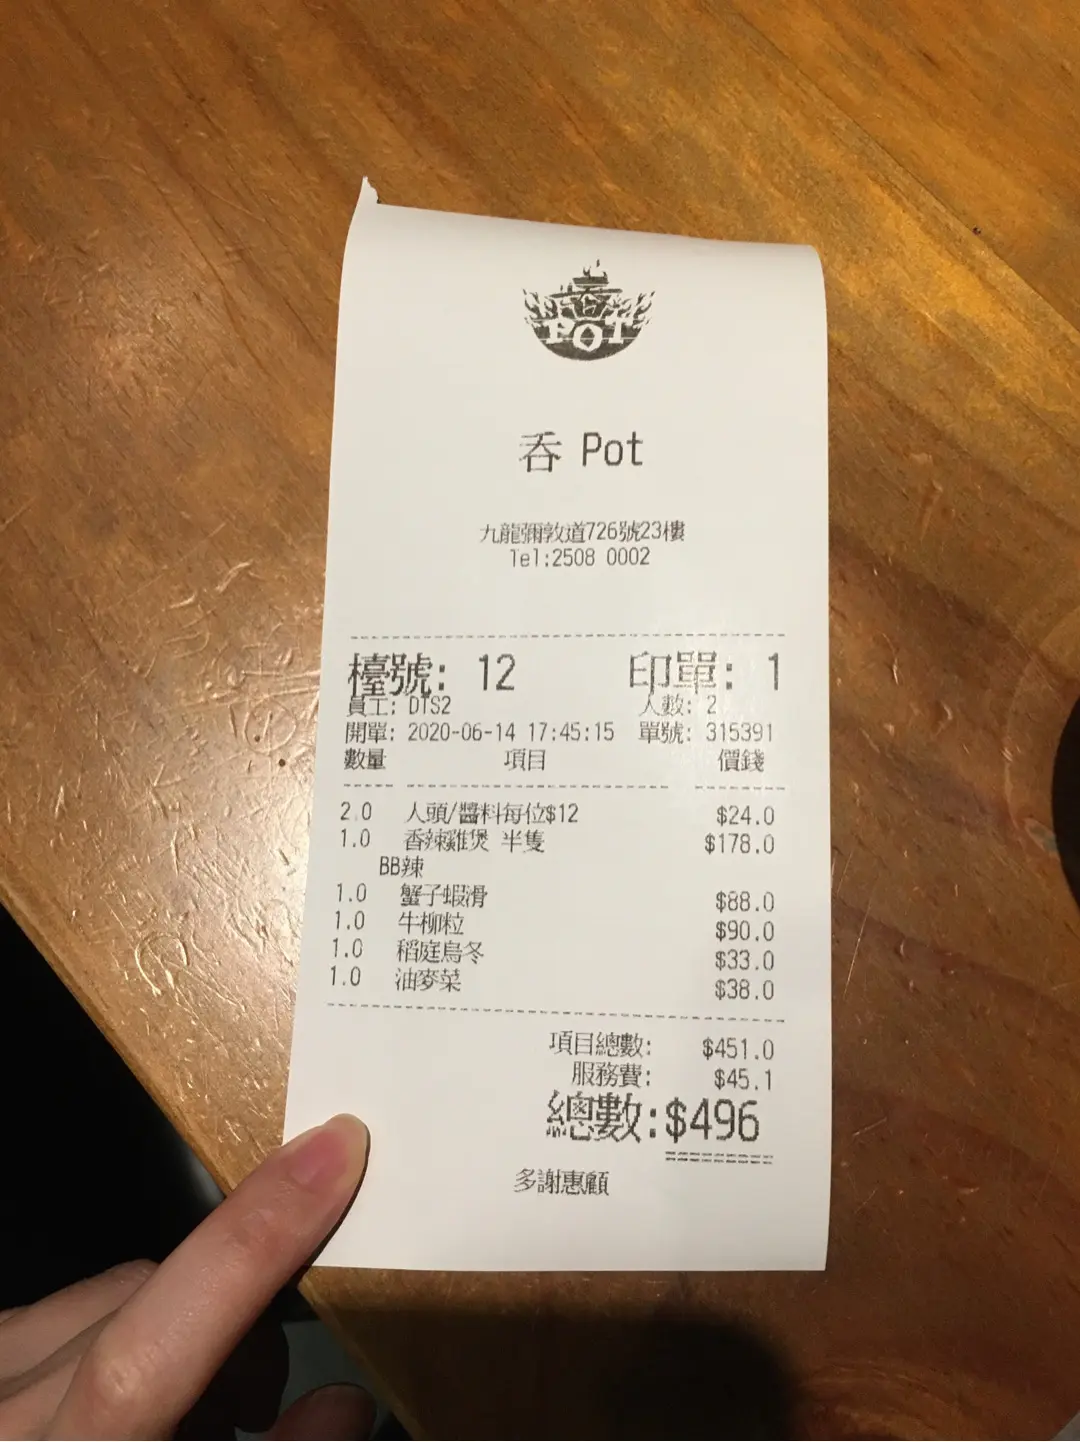 POT
吞 Pot
九龍彌敦道726號23樓
Tel:2508 0002
檯號: 12 印單: 1
員工: DTS2 人數: 2
開單: 2020-06-14 17:45:15 單號: 315391
數量 項目 價錢
2.0 人頭/醬料每位$12 $24.0
1.0 香辣雞煲 半隻 $178.0
BB辣
1.0 蟹子蝦滑 $88.0
1.0 牛柳粒 $90.0
1.0 稻庭烏冬 $33.0
1.0 油麥菜 $38.0
項目總數: $451.0
服務費: $45.1
總數:$496
多謝惠顧